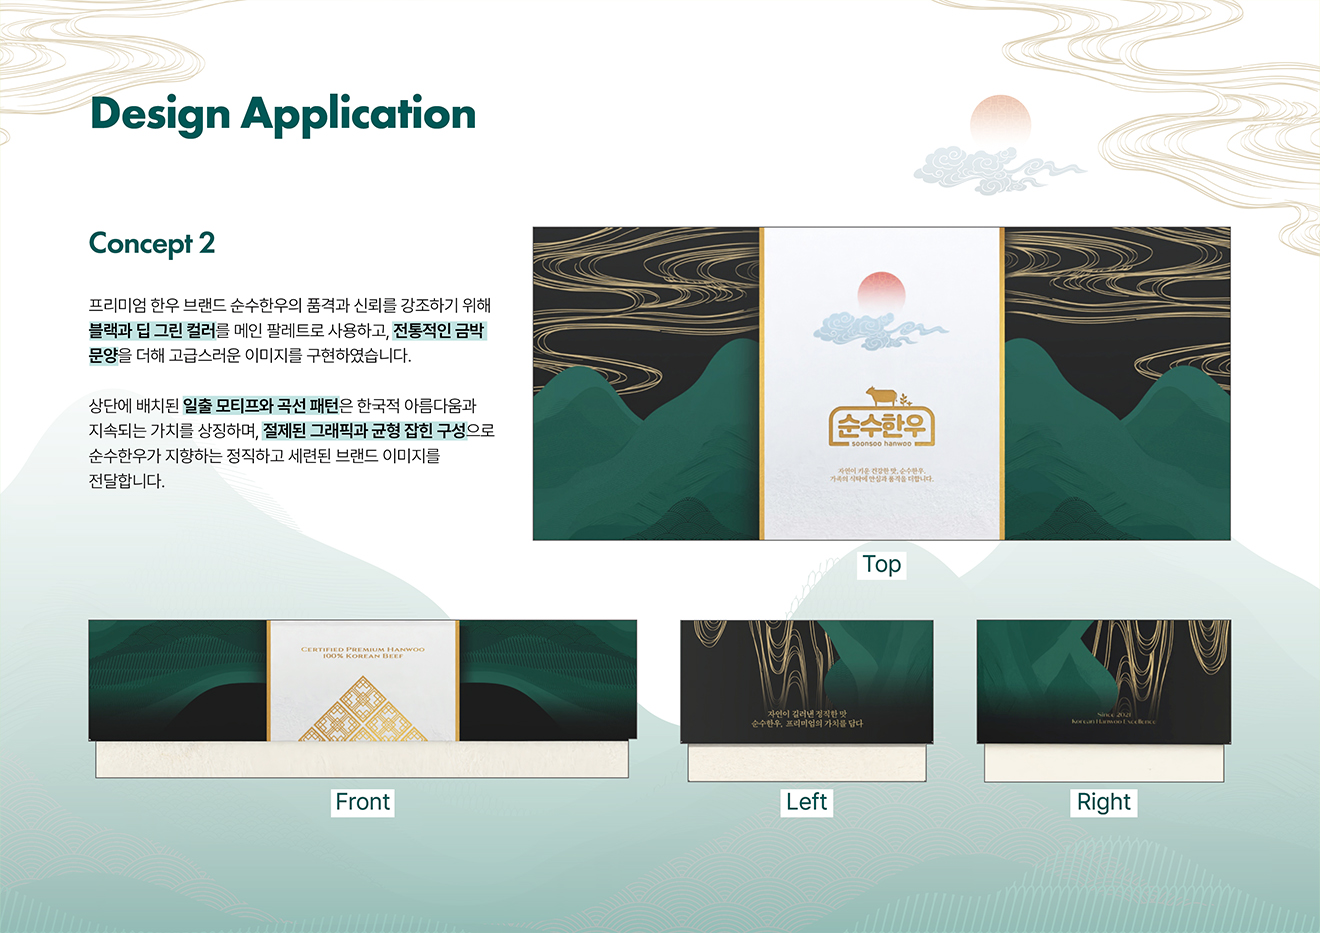 Design Application
Concept 2
프리미엄 한우 브랜드 순수한우의 품격과 신뢰를 강조하기 위해
블랙과 딥 그린 컬러를 메인 팔레트로 사용하고, 전통적인 금박
문양을 더해 고급스러운 이미지를 구현하였습니다.
상단에 배치된 일출 모티프와 곡선 패턴은 한국적 아름다움과
지속되는 가치를 상징하며, 절제된 그래픽과 균형 잡힌 구성으로
순수한우가 지향하는 정직하고 세련된 브랜드 이미지를
전달합니다.
순수한우
soonsoo hanwoo
자연이 키운 건강한 맛, 순수한우.
가족의 식탁에 안심과 품격을 더합니다.
Top
Certified Premium Hanwoo
100% Korean Beef
Front
자연이 길러낸 정직한 맛
순수한우, 프리미엄의 가치를 담다
Left
Since 2021
Korean Hanwoo Excellence
Right